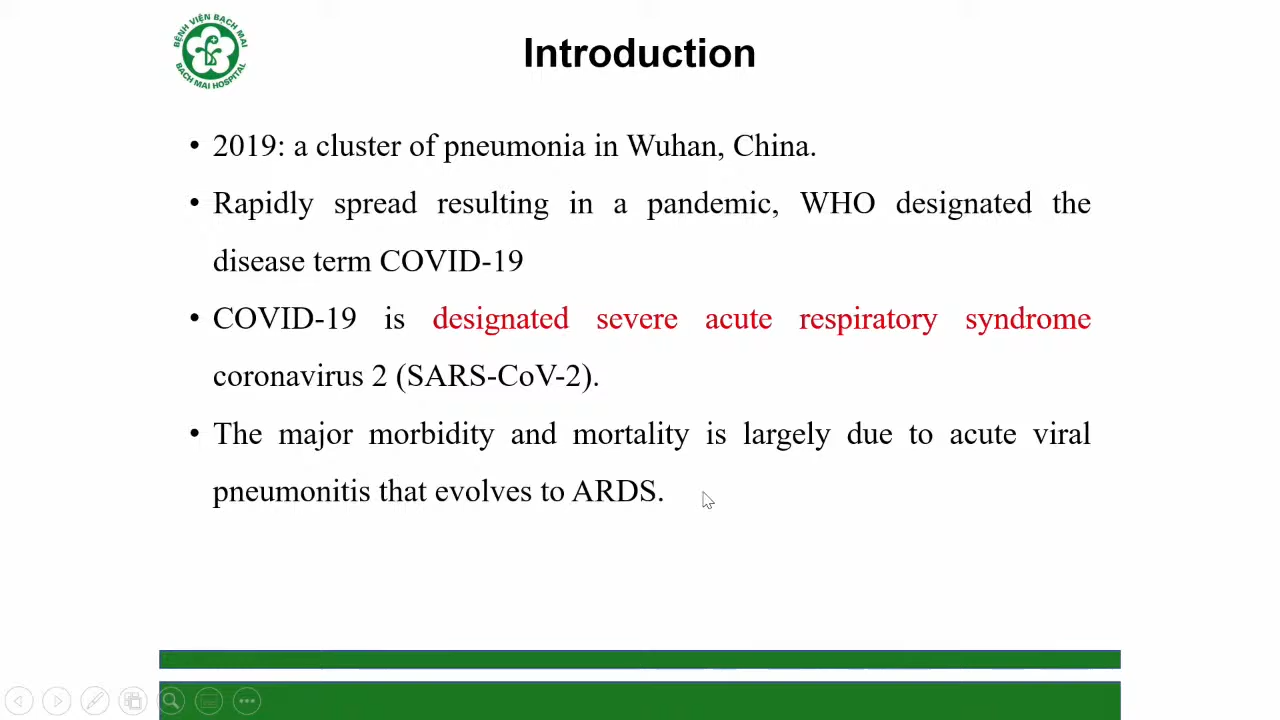 BỆNH VIỆN BẠCH MAI
BACH MAI HOSPITAL
Introduction
• 2019: a cluster of pneumonia in Wuhan, China.
• Rapidly spread resulting in a pandemic, WHO designated the
disease term COVID-19
• COVID-19 is designated severe acute respiratory syndrome
coronavirus 2 (SARS-CoV-2).
• The major morbidity and mortality is largely due to acute viral
pneumonitis that evolves to ARDS.